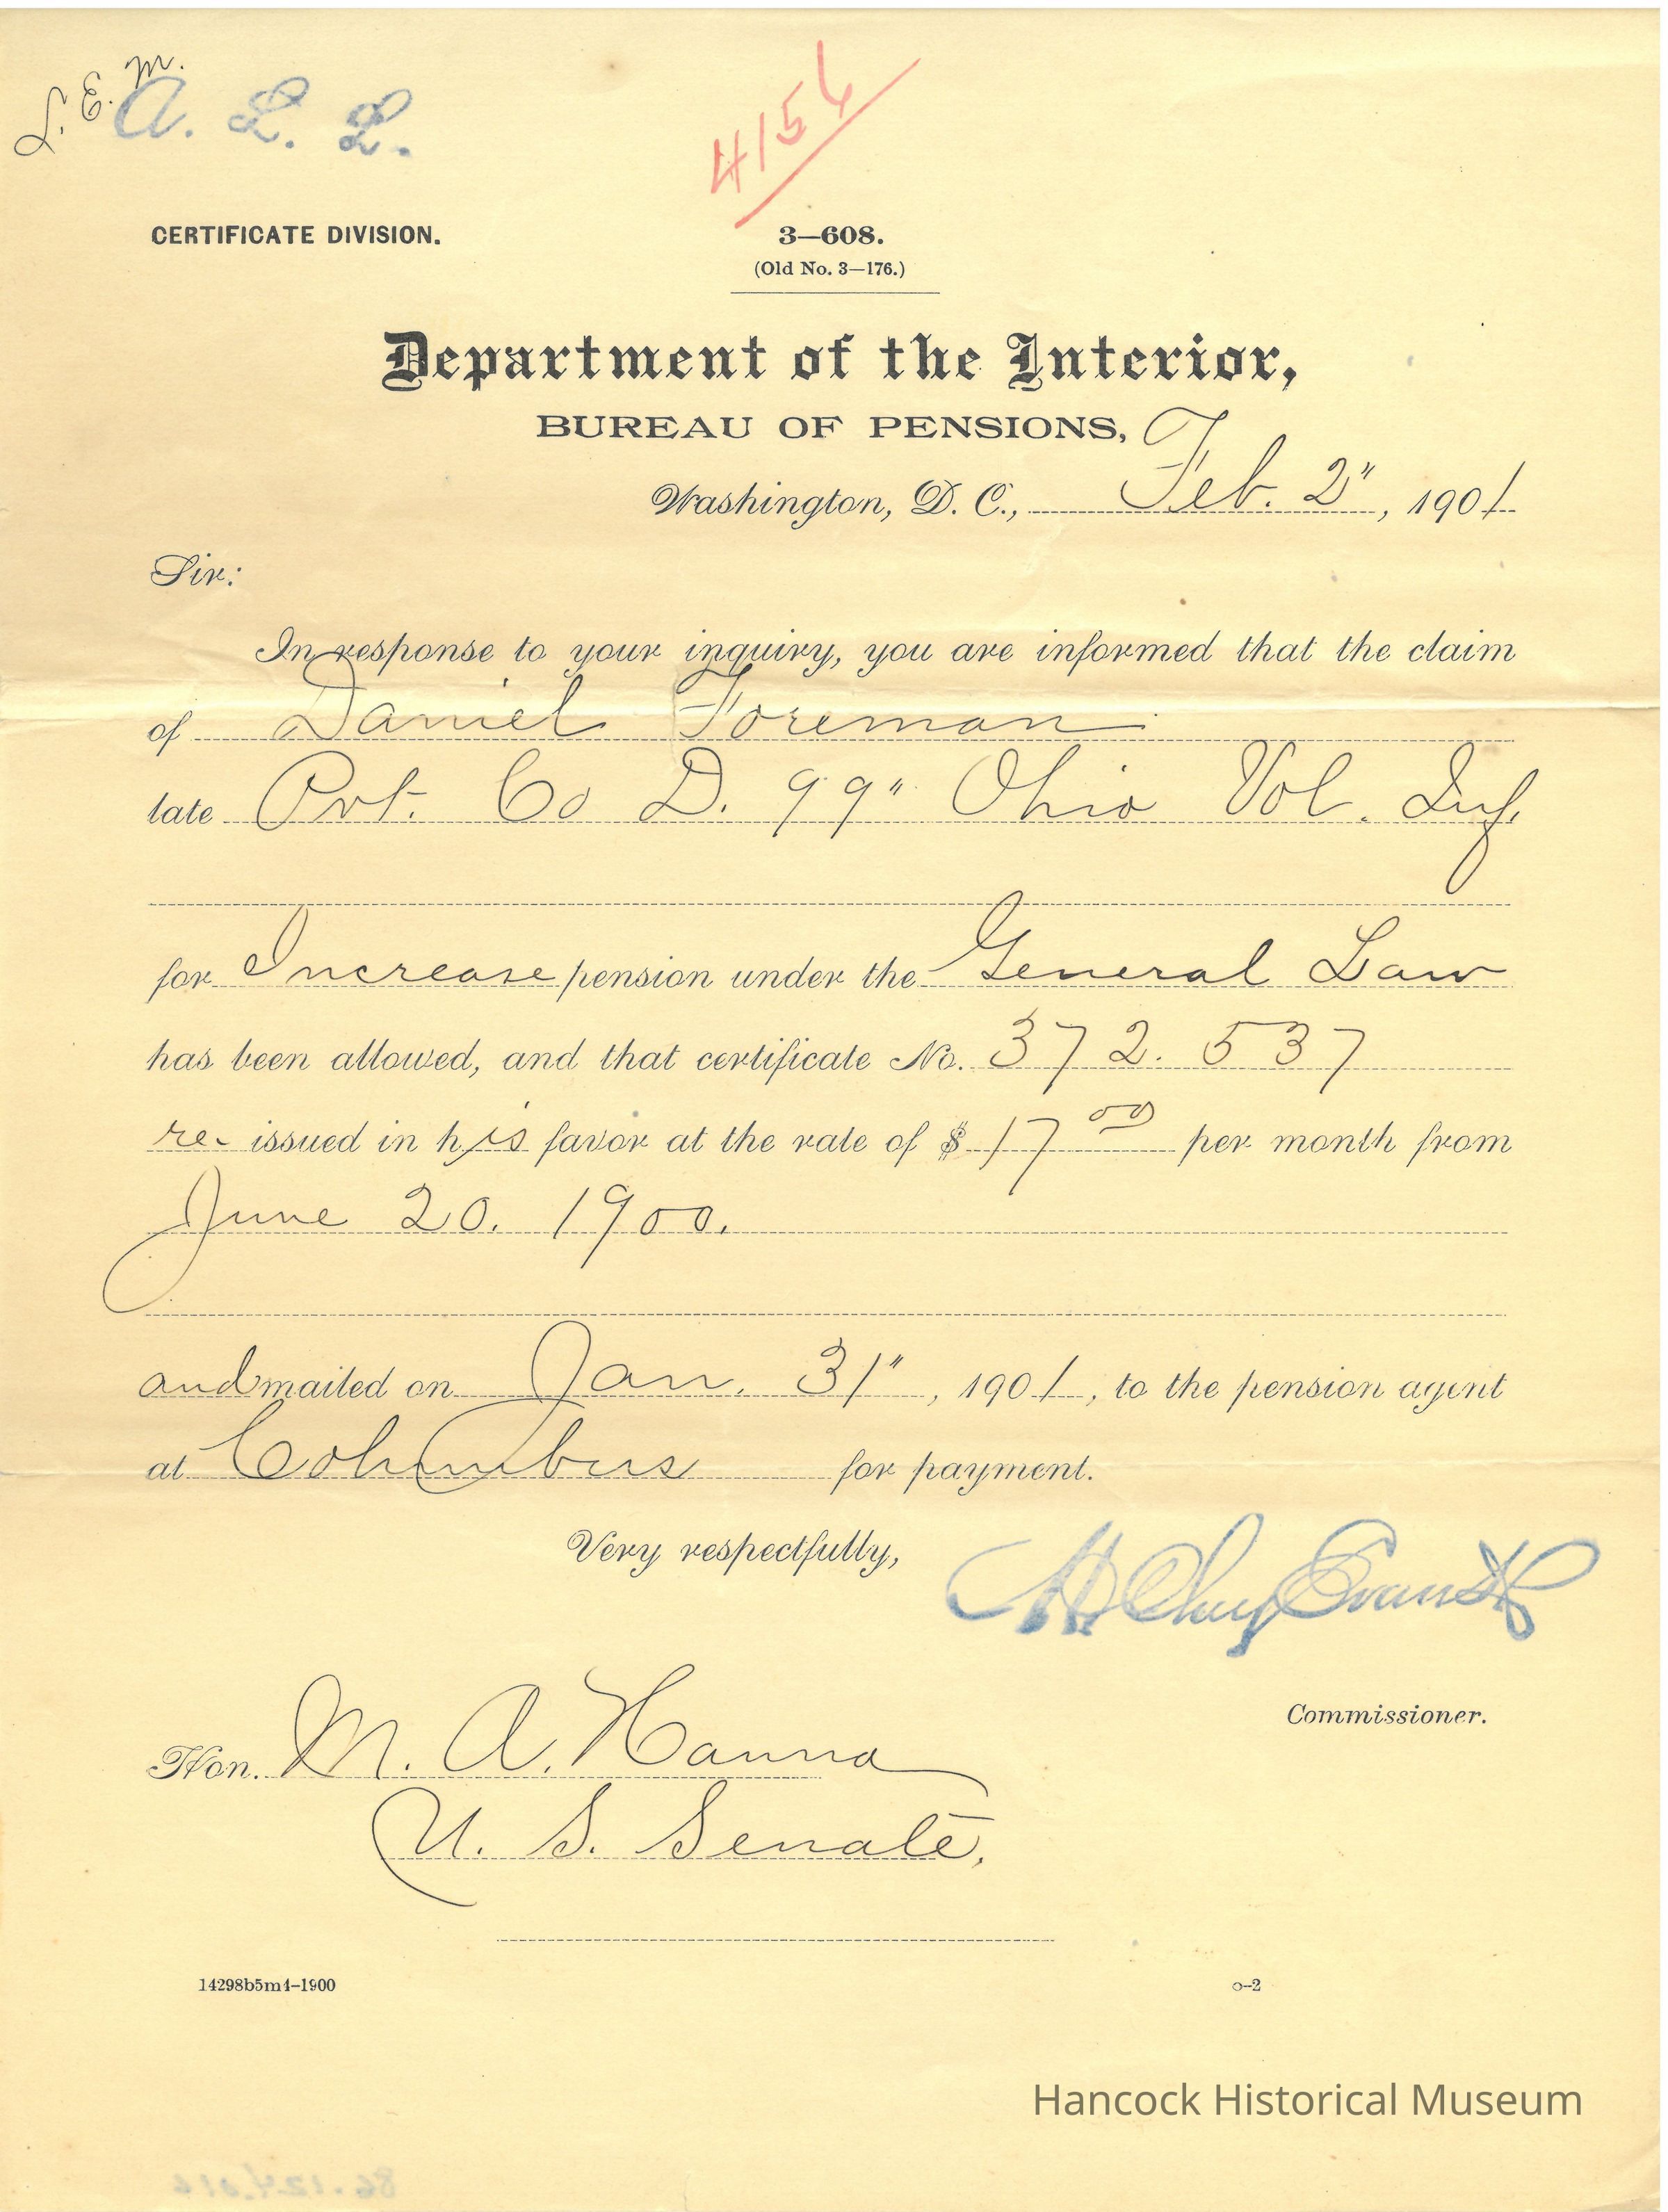 L. E. M.
A. L. L.
4156
CERTIFICATE DIVISION.
3—608.
(Old No. 3—176.)
Department of the Interior,
BUREAU OF PENSIONS,
Washington, D. C., Feb. 2", 1901
Sir:
In response to your inquiry, you are informed that the claim
of Daniel Foreman
late Pvt. Co D. 99" Ohio Vol. Inf.
for Increase pension under the General Law
has been allowed, and that certificate No. 372.537
re- issued in his favor at the rate of $17 00 per month from
June 20. 1900.
and mailed on Jan. 31", 1901, to the pension agent
at Columbus for payment.
Very respectfully,
H Clay Evans
Commissioner.
Hon. M. A. Hanna
U. S. Senate.
14298b5m4-1900
o-2
Hancock Historical Museum